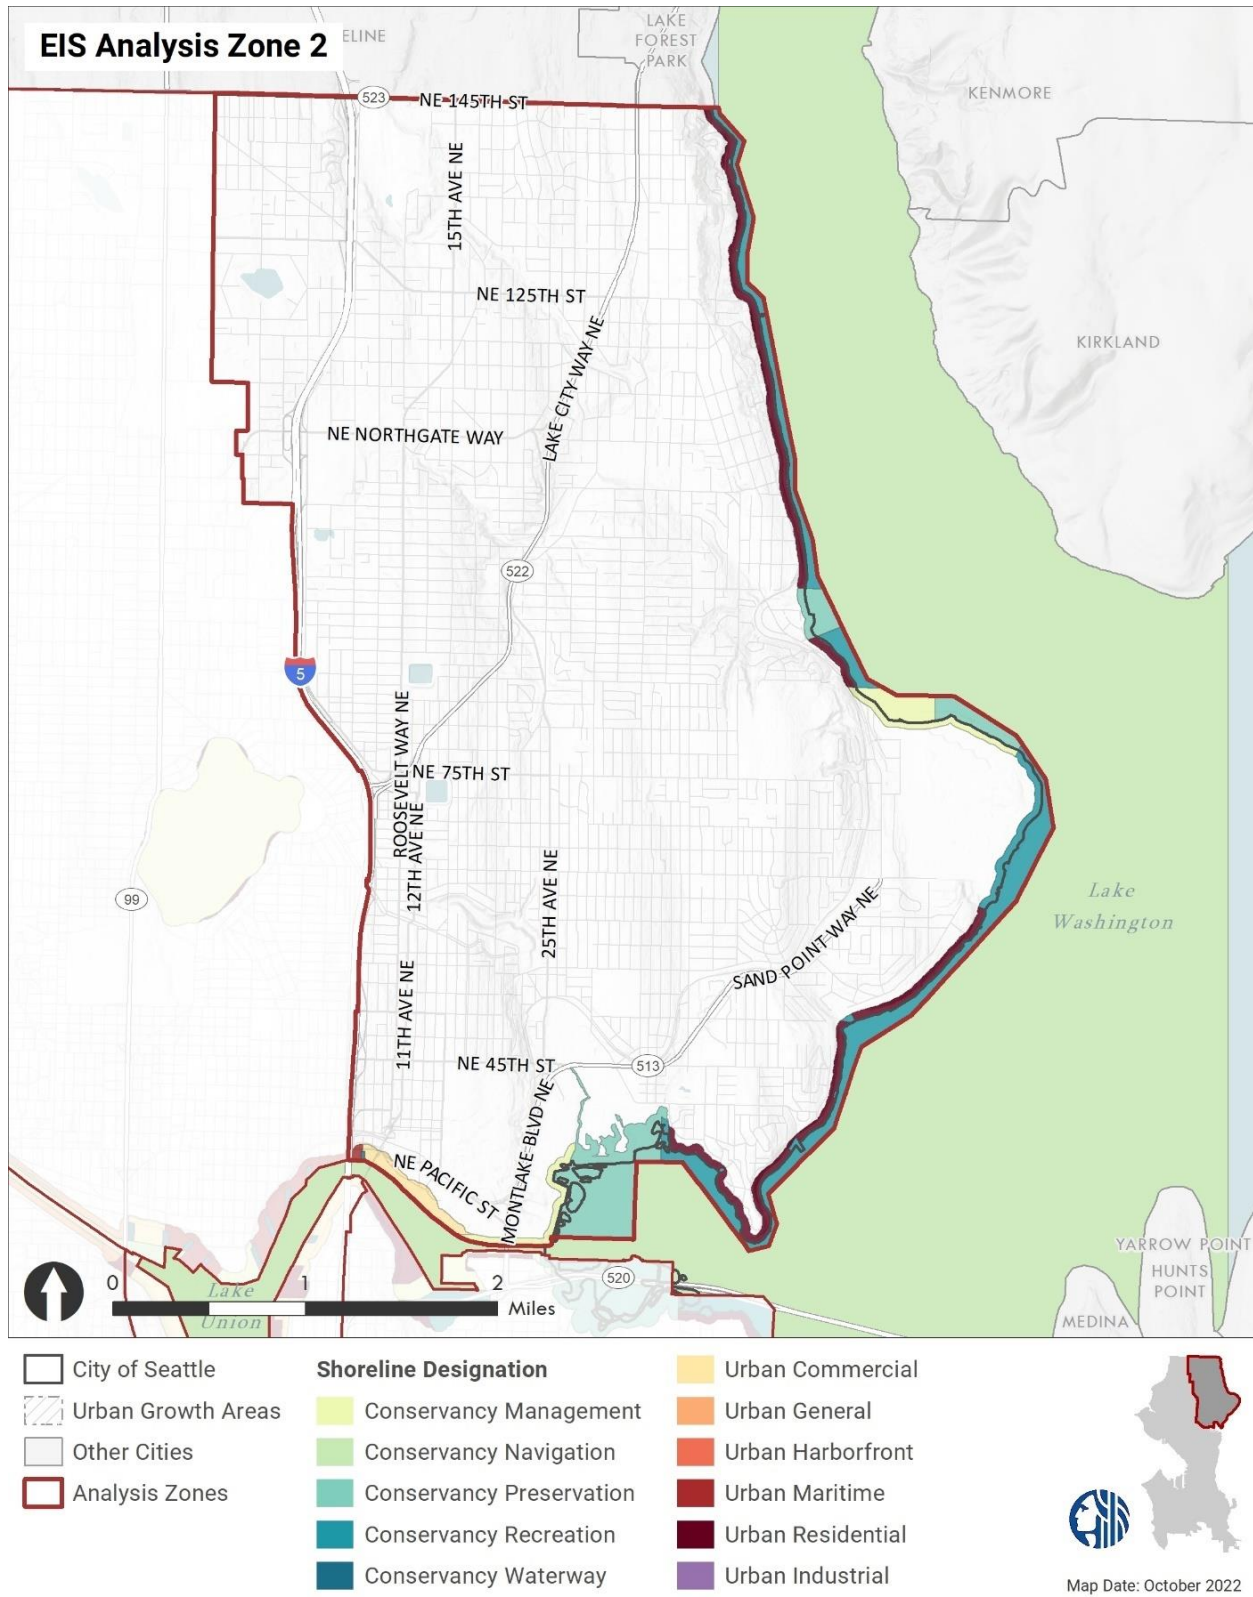 EIS Analysis Zone 2
ELINE
LAKE
FOREST
PARK
KENMORE
523
NE 145TH ST
15TH AVE NE
NE 125TH ST
LAKE CITY WAY NE
KIRKLAND
NE NORTHGATE WAY
522
5
ROOSEVELT WAY NE
NE 75TH ST
12TH AVE NE
99
25TH AVE NE
Lake
Washington
SAND POINT WAY NE
11TH AVE NE
NE 45TH ST
513
MONTLAKE BLVD NE
NE PACIFIC ST
YARROW POINT
HUNTS
POINT
MEDINA
520
Lake
Union
0 1 2
Miles
City of Seattle
Urban Growth Areas
Other Cities
Analysis Zones
Shoreline Designation
Conservancy Management
Conservancy Navigation
Conservancy Preservation
Conservancy Recreation
Conservancy Waterway
Urban Commercial
Urban General
Urban Harborfront
Urban Maritime
Urban Residential
Urban Industrial
Map Date: October 2022